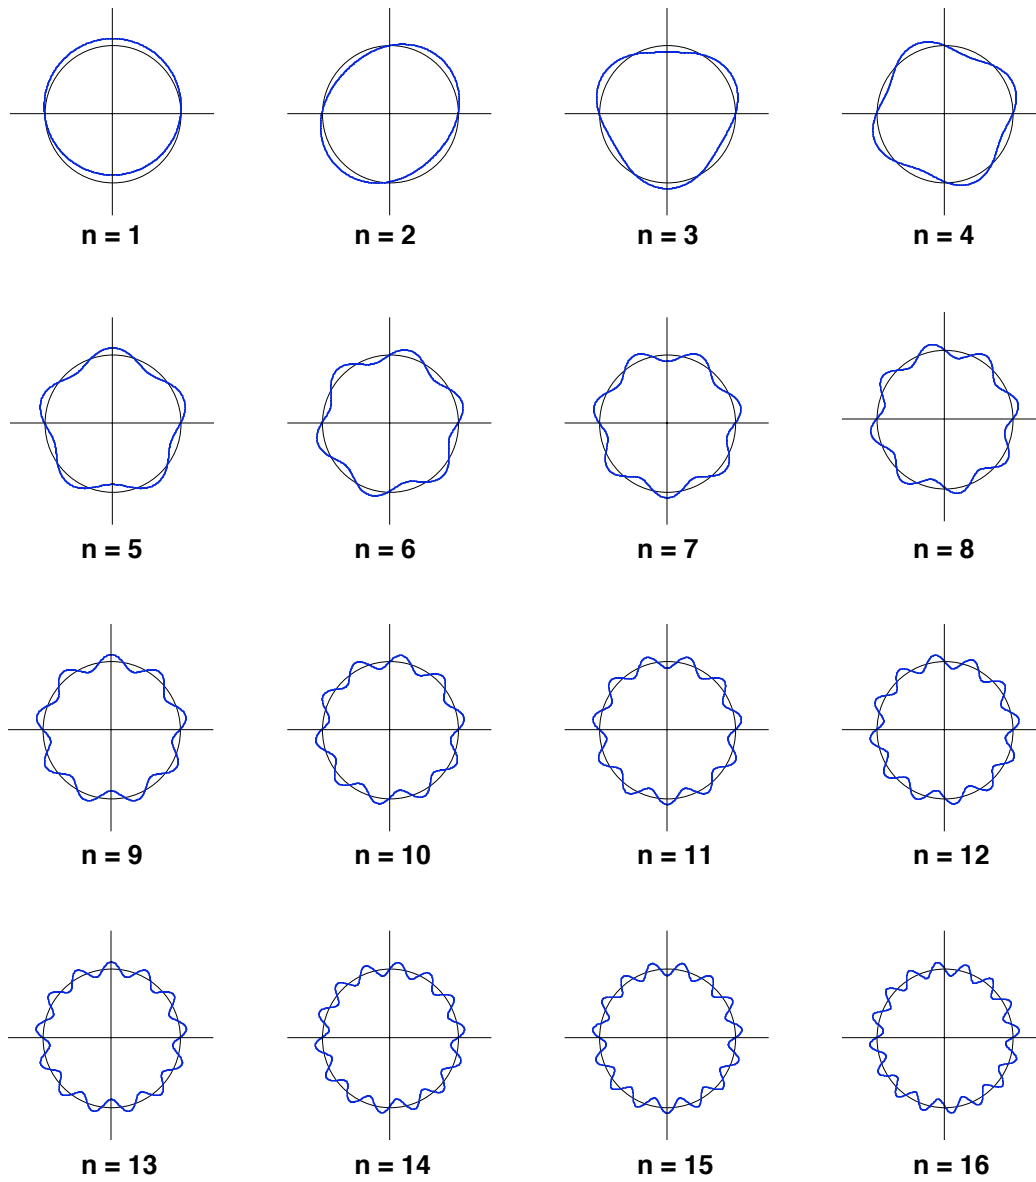 n = 1 n = 2 n = 3 n = 4
n = 5 n = 6 n = 7 n = 8
n = 9 n = 10 n = 11 n = 12
n = 13 n = 14 n = 15 n = 16